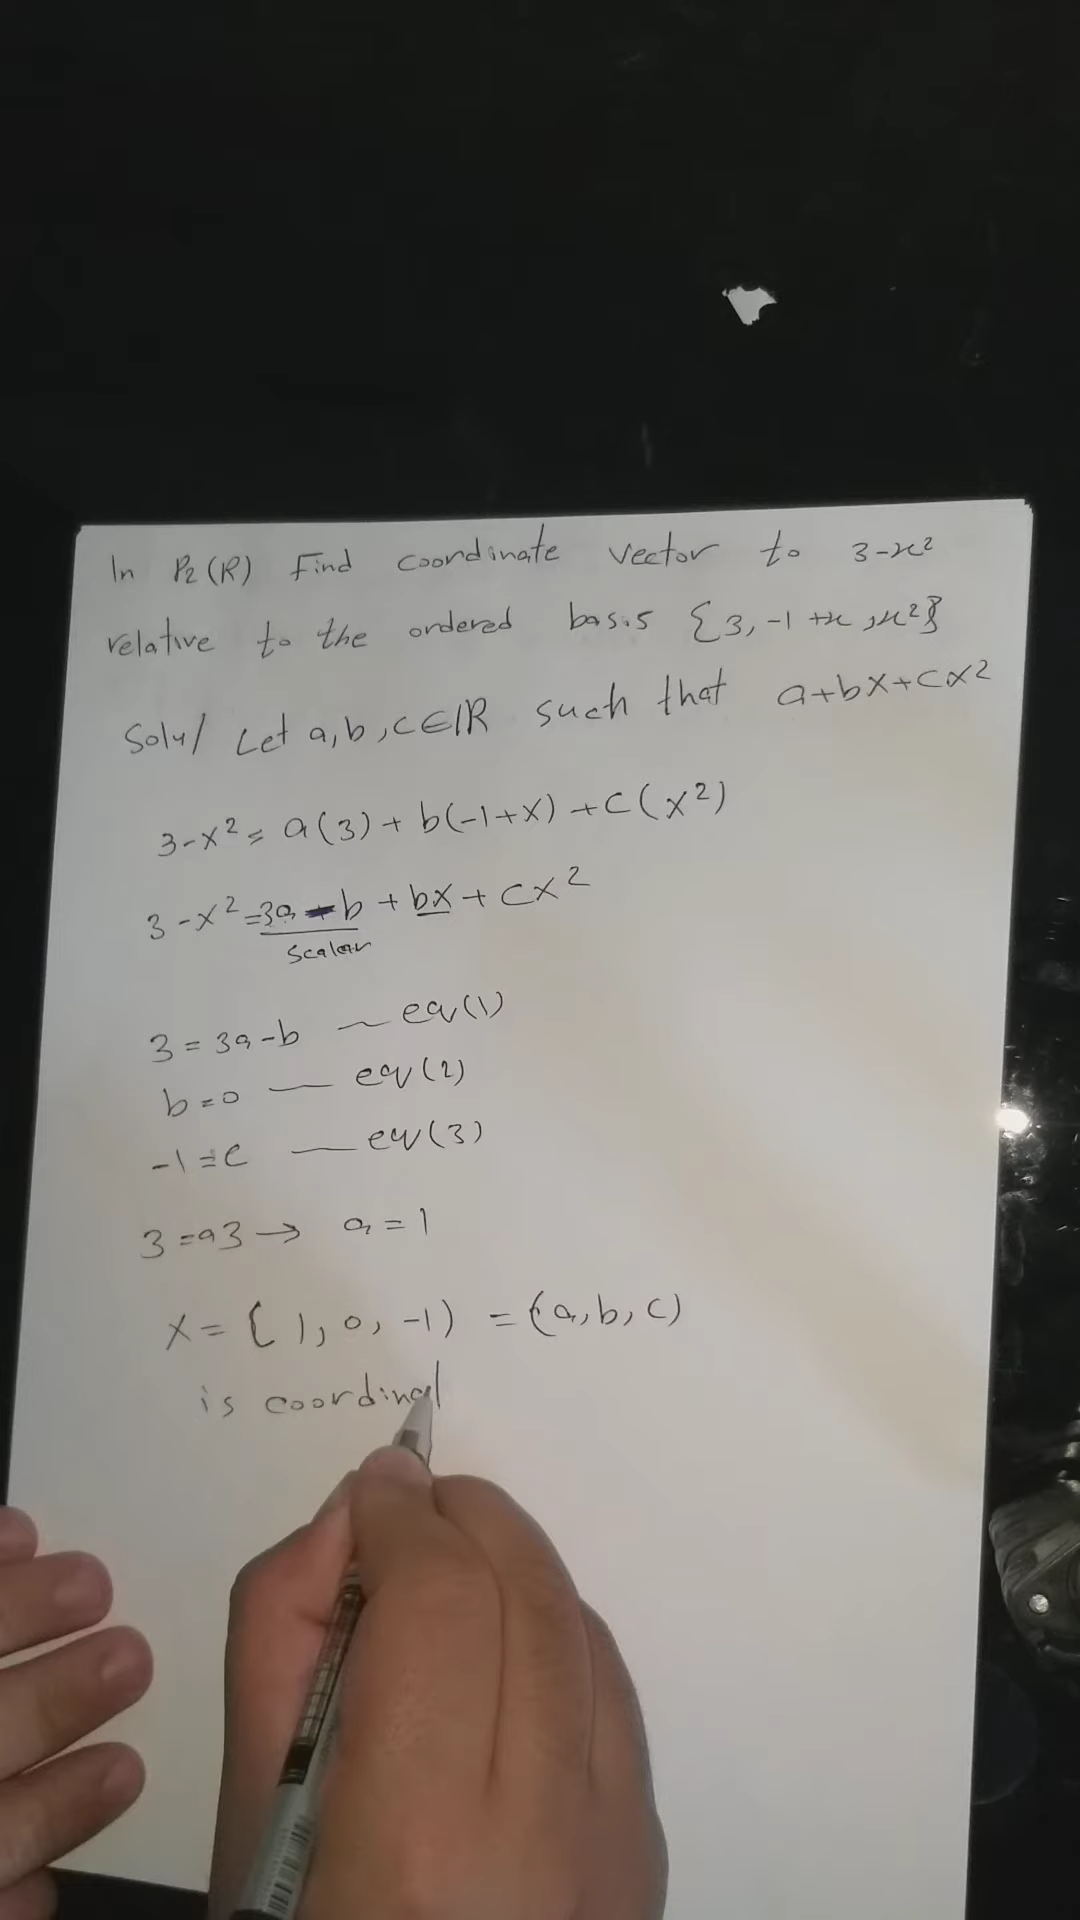 In P2(R) Find coordinate vector to 3-x²
relative to the ordered basis {3, -1 +x, x²}
Solu/ Let a, b, c ∈ IR such that a+bx+cx²
3-x² = a(3) + b(-1+x) + c(x²)
3-x² = 3a - b + bx + cx²
Scalar
3 = 3a-b — eq(1)
b=0 — eq(2)
-1 = c — eq(3)
3 = a3 → a = 1
X = (1, 0, -1) = (a, b, c)
is coordina